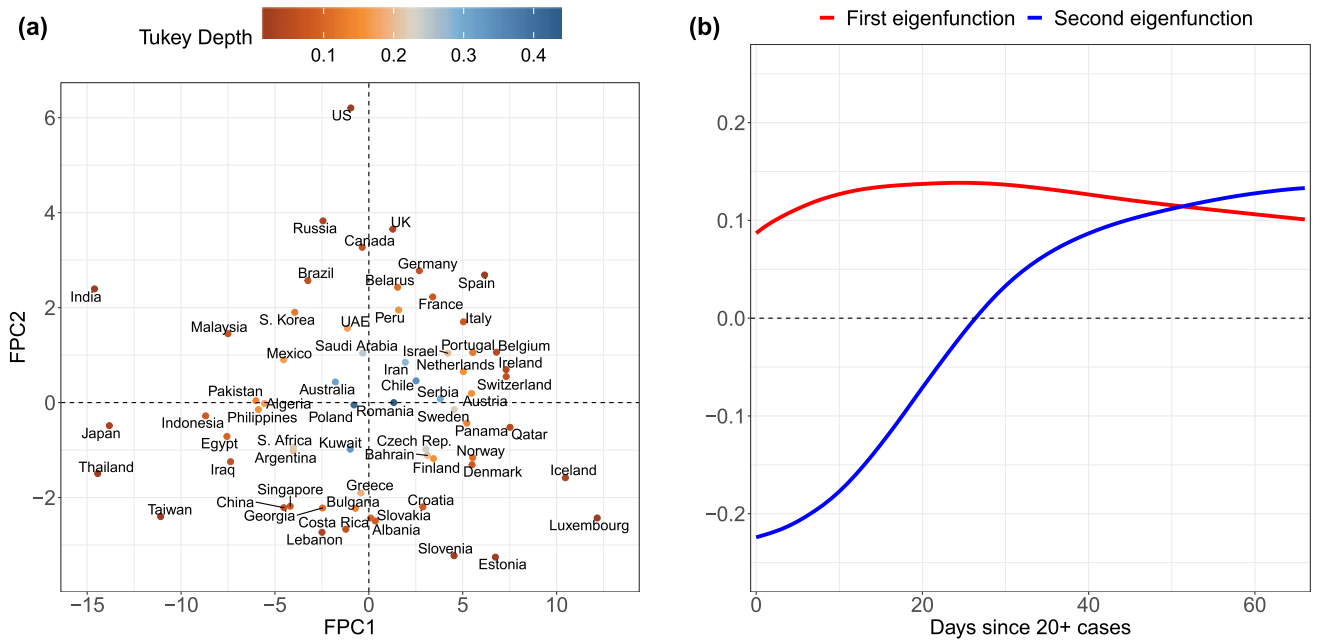 (a)
Tukey Depth
0.1 0.2 0.3 0.4
6
4
2
0
−2
FPC2
US
Russia
UK
Canada
Germany
Brazil
Belarus
Spain
India
France
S. Korea
UAE
Peru
Italy
Malaysia
Saudi Arabia
Israel
Portugal
Belgium
Mexico
Iran
Netherlands
Ireland
Pakistan
Australia
Chile
Serbia
Switzerland
Algeria
Austria
Indonesia
Philippines
Poland
Romania
Sweden
Japan
Egypt
S. Africa
Kuwait
Czech Rep.
Panama
Qatar
Thailand
Iraq
Argentina
Bahrain
Norway
Finland
Denmark
Iceland
Singapore
Greece
China
Bulgaria
Croatia
Taiwan
Georgia
Costa Rica
Slovakia
Luxembourg
Lebanon
Albania
Slovenia
Estonia
−15 −10 −5 0 5 10
FPC1
(b)
First eigenfunction Second eigenfunction
0.2
0.1
0.0
−0.1
−0.2
0 20 40 60
Days since 20+ cases